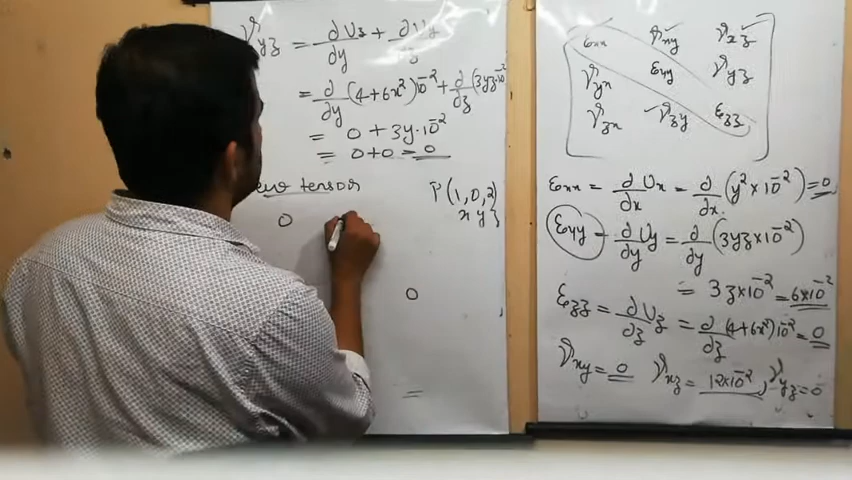 γyz = ∂Uz/∂y + ∂Uy/∂z
= ∂/∂y (4+6x²)10⁻² + ∂/∂z (3yz10⁻²)
= 0 + 3y·10⁻²
= 0+0 = 0
tensor
P(1,0,2)
x y z
0
0
=
εxx γxy γxz
γyx εyy γyz
γzx γzy εzz
εxx = ∂/∂x Ux = ∂/∂x (y²×10⁻²) = 0
εyy = ∂/∂y Uy = ∂/∂y (3yz×10⁻²)
= 3z×10⁻² = 6×10⁻²
εzz = ∂/∂z Uz = ∂/∂z (4+6x²)10⁻² = 0
γxy = 0 γxz = 12×10⁻², γyz = 0